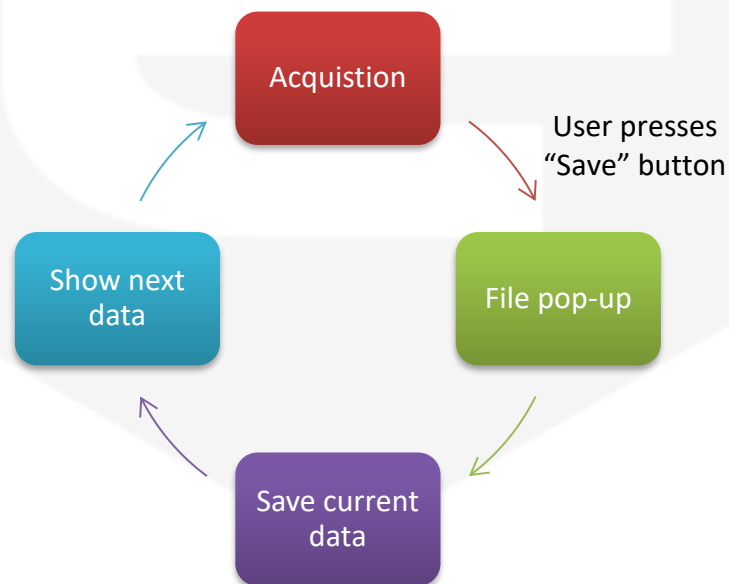 Acquistion
User presses
“Save” button
Show next
data
File pop-up
Save current
data